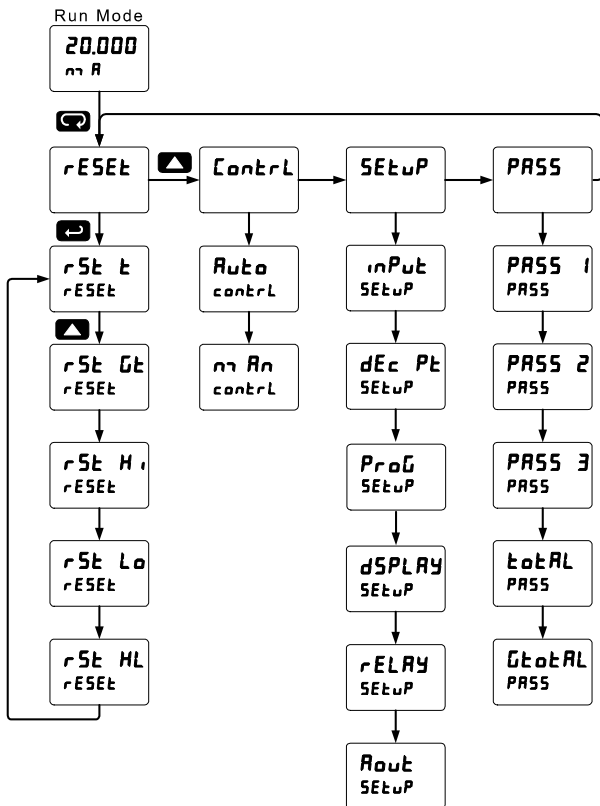 Run Mode
20.000
mA
rESEt
ContrL
SEtuP
PASS
rSt t
rESEt
Auto
contrL
inPut
SEtuP
PASS 1
PASS
rSt Gt
rESEt
mAn
contrL
dEc Pt
SEtuP
PASS 2
PASS
rSt Hi
rESEt
ProG
SEtuP
PASS 3
PASS
rSt Lo
rESEt
dSPLAY
SEtuP
totAL
PASS
rSt HL
rESEt
rELAY
SEtuP
GtotAL
PASS
Aout
SEtuP